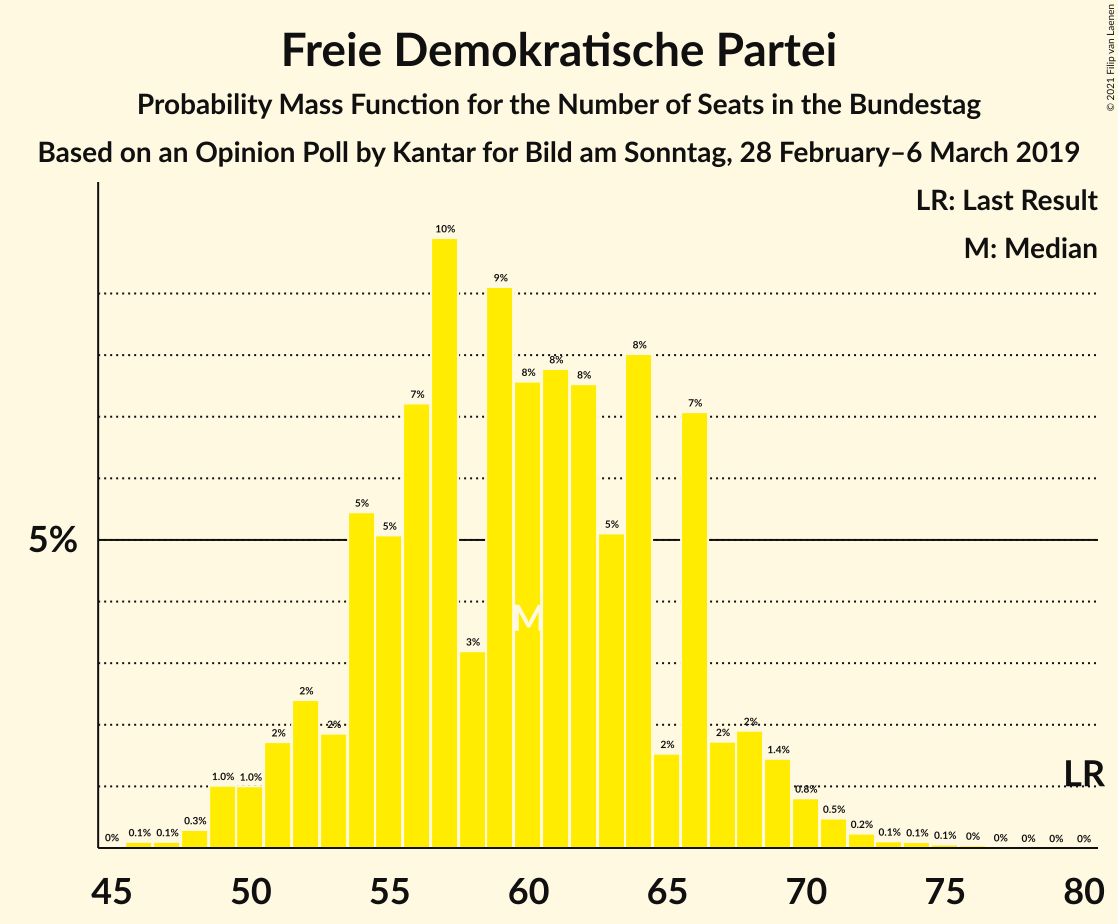 © 2021 Filip van Laenen
Freie Demokratische Partei
Probability Mass Function for the Number of Seats in the Bundestag
Based on an Opinion Poll by Kantar for Bild am Sonntag, 28 February–6 March 2019
LR: Last Result
M: Median
5%
0% 0.1% 0.1% 0.3% 1.0% 1.0% 2% 2% 2% 5% 5% 7% 10% 3% 9% 8% 8% 8% 5% 8% 2% 7% 2% 2% 1.4% 0.8% 0.5% 0.2% 0.1% 0.1% 0.1% 0% 0% 0% 0% 0%
M
LR
45 50 55 60 65 70 75 80